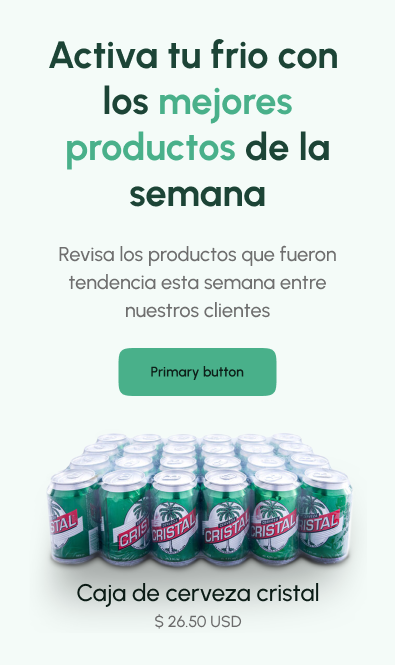 Activa tu frio con
los mejores
productos de la
semana
Revisa los productos que fueron
tendencia esta semana entre
nuestros clientes
Primary button
CRISTAL
CRISTAL
CRISTAL
CRISTAL
Caja de cerveza cristal
$ 26.50 USD